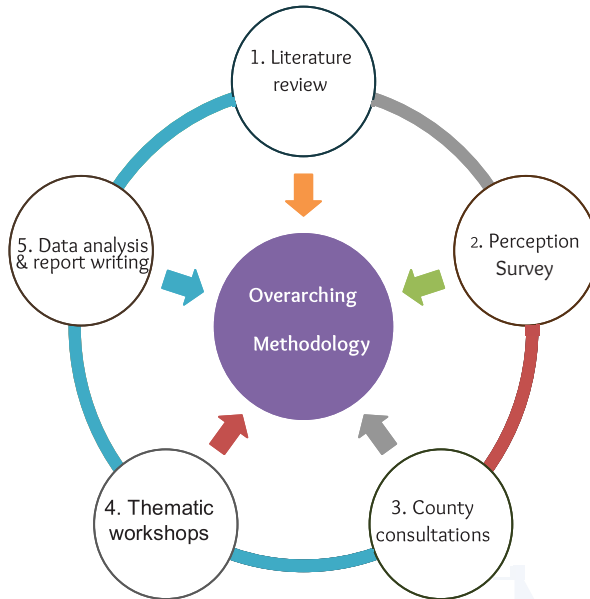 1. Literature
review
2. Perception
Survey
3. County
consultations
4. Thematic
workshops
5. Data analysis
& report writing
Overarching
Methodology